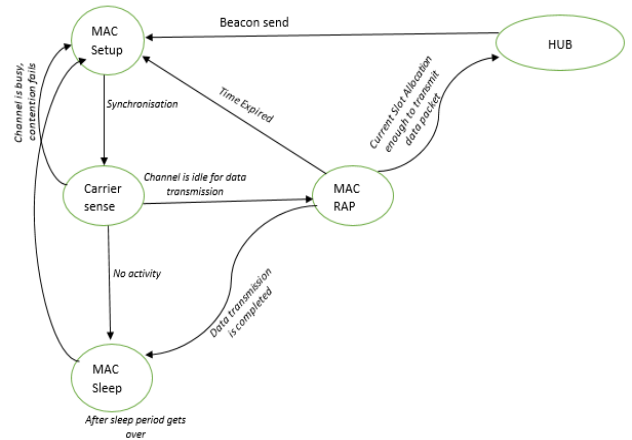 Beacon send
MAC
Setup
HUB
Channel is busy,
contention fails
Synchronisation
Time Expired
Current Slot Allocation
enough to transmit
data packet
Carrier
sense
Channel is idle for data
transmission
MAC
RAP
No activity
Data transmission
is completed
MAC
Sleep
After sleep period gets
over